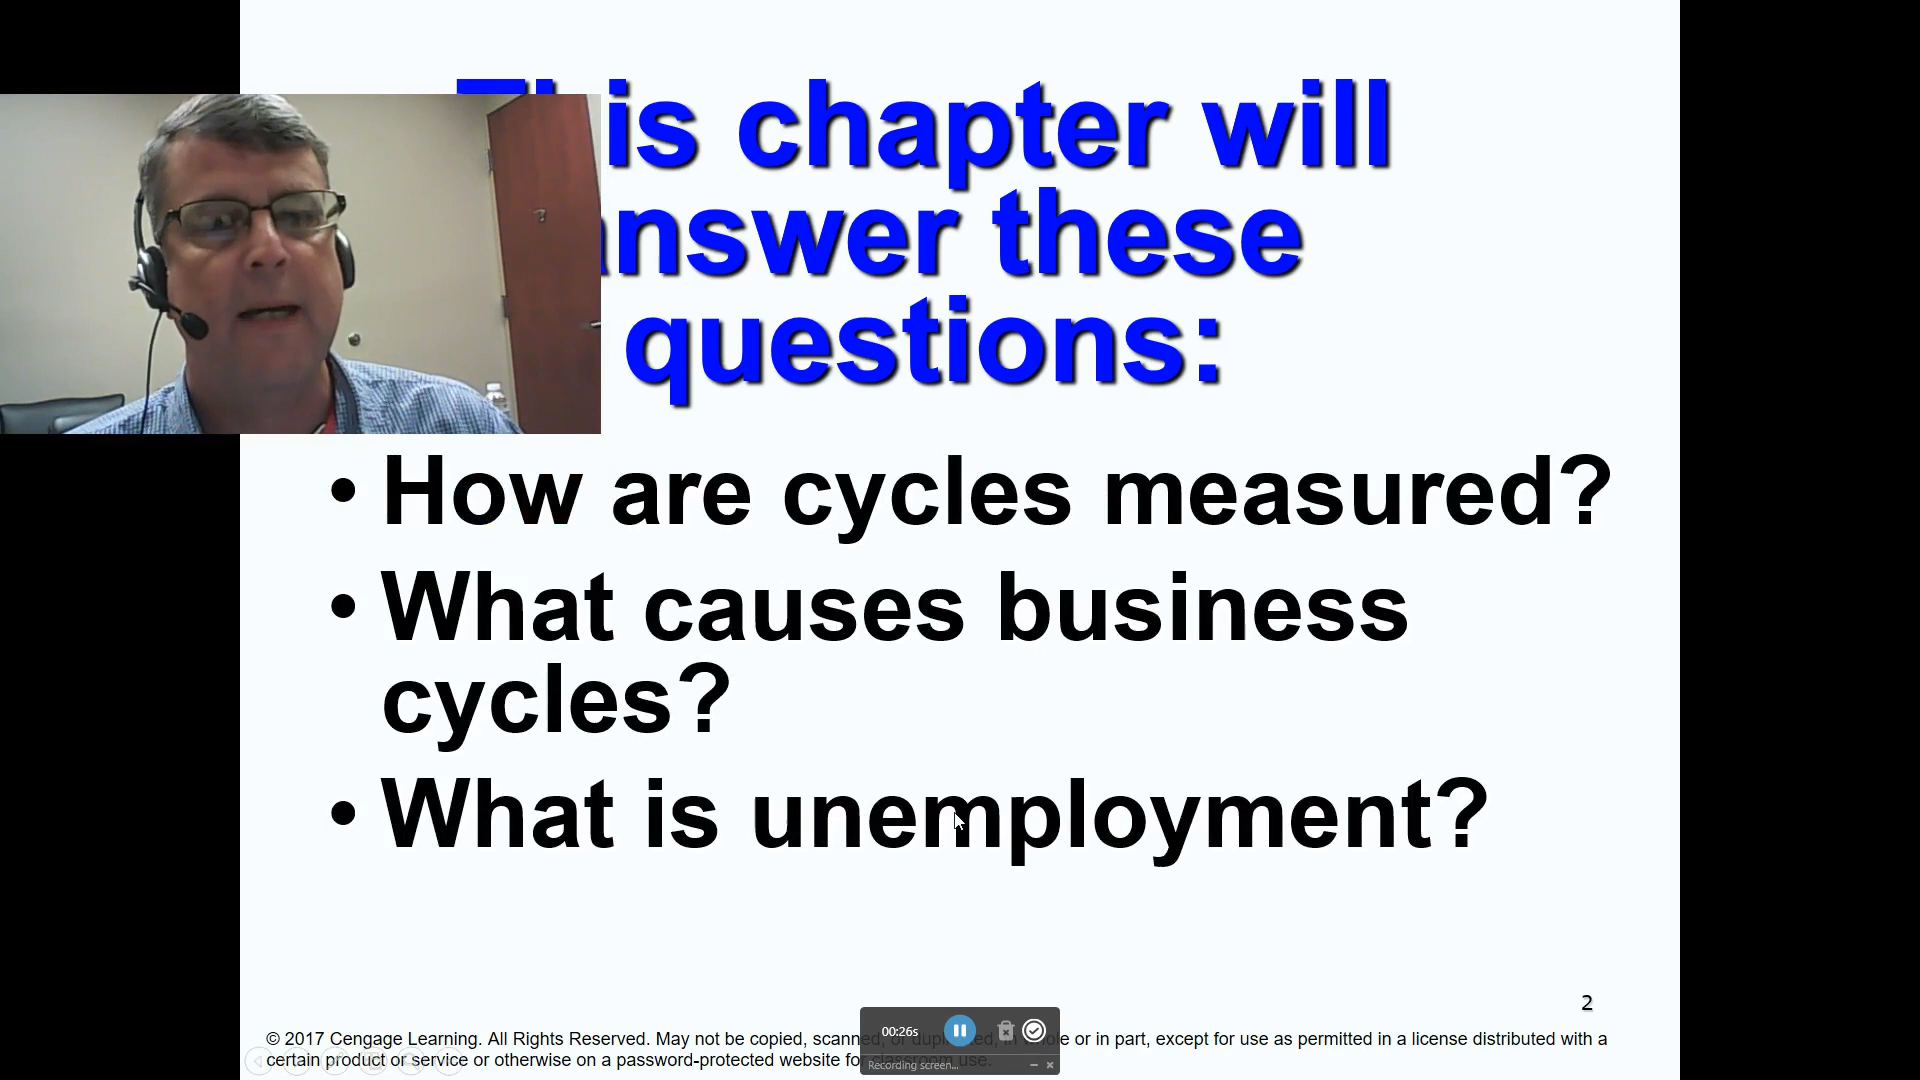 This chapter will
answer these
questions:
• How are cycles measured?
• What causes business
cycles?
• What is unemployment?
2
© 2017 Cengage Learning. All Rights Reserved. May not be copied, scanned, or duplicated, in whole or in part, except for use as permitted in a license distributed with a
certain product or service or otherwise on a password-protected website for classroom use.
00:26s
Recording screen...